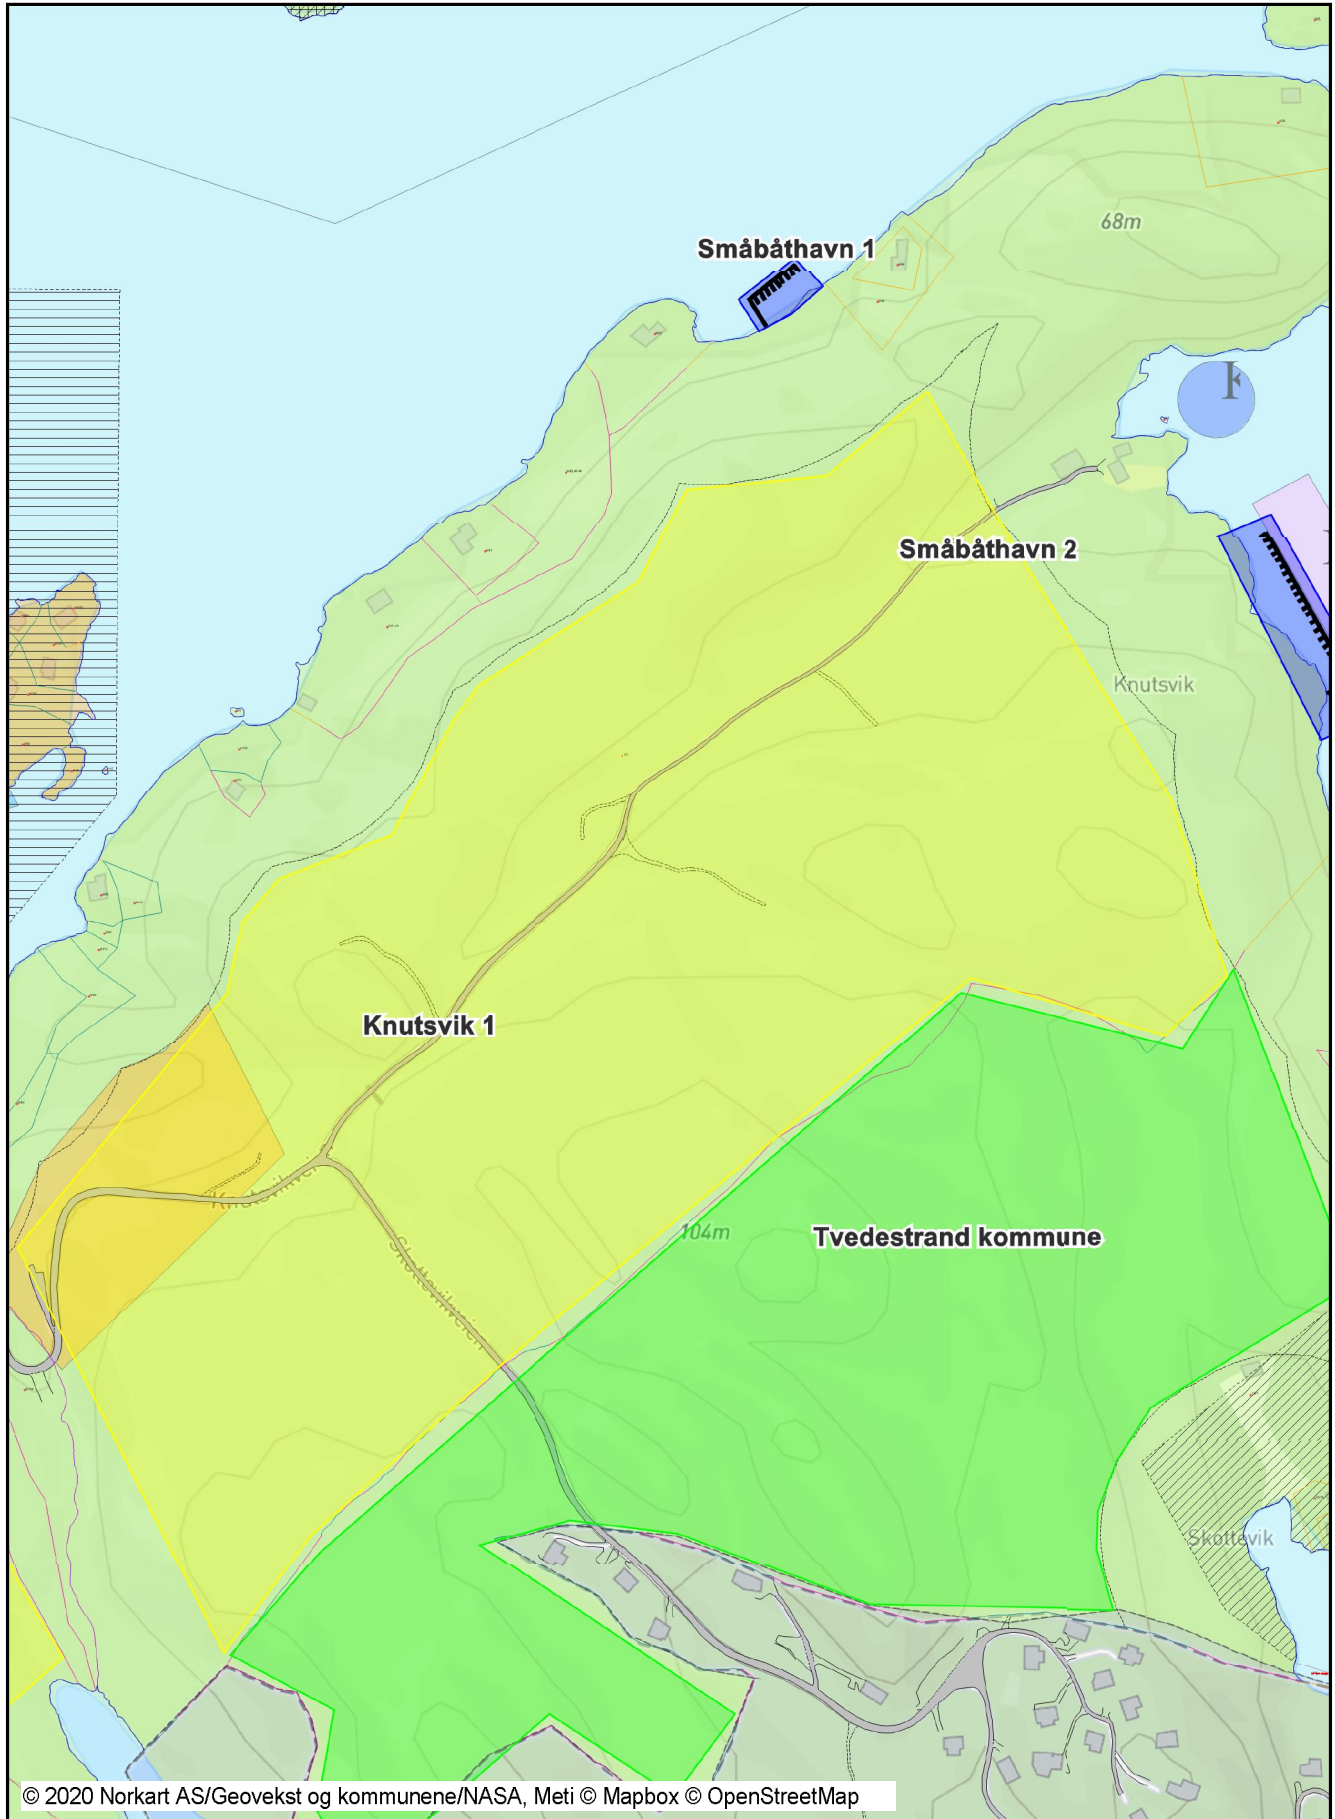 68m
Småbåthavn 1
Småbåthavn 2
Knutsvik
Knutsvik 1
Tvedestrand kommune
104m
Skottevikveien
Skottevik
© 2020 Norkart AS/Geovekst og kommunene/NASA, Meti © Mapbox © OpenStreetMap